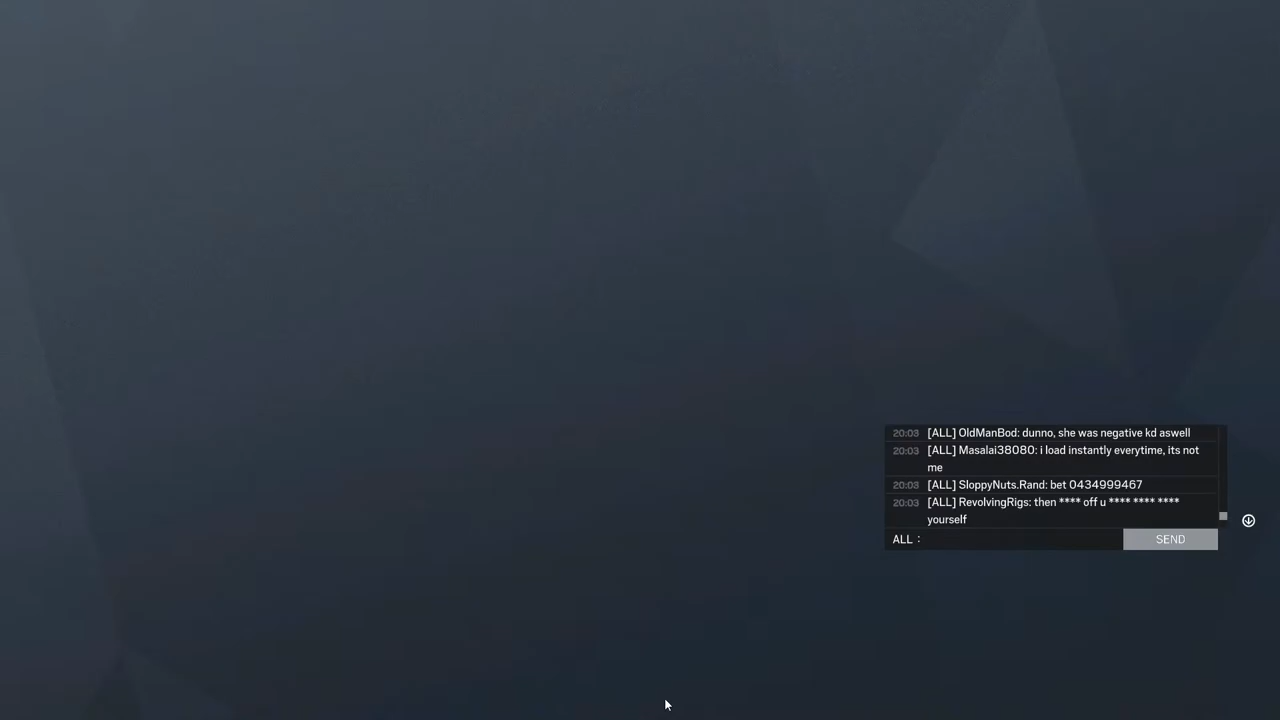 20:03 [ALL] OldManBod: dunno, she was negative kd aswell
20:03 [ALL] Masalai38080: i load instantly everytime, its not
me
20:03 [ALL] SloppyNuts.Rand: bet 0434999467
20:03 [ALL] RevolvingRigs: then **** off u **** **** ****
yourself
ALL : SEND